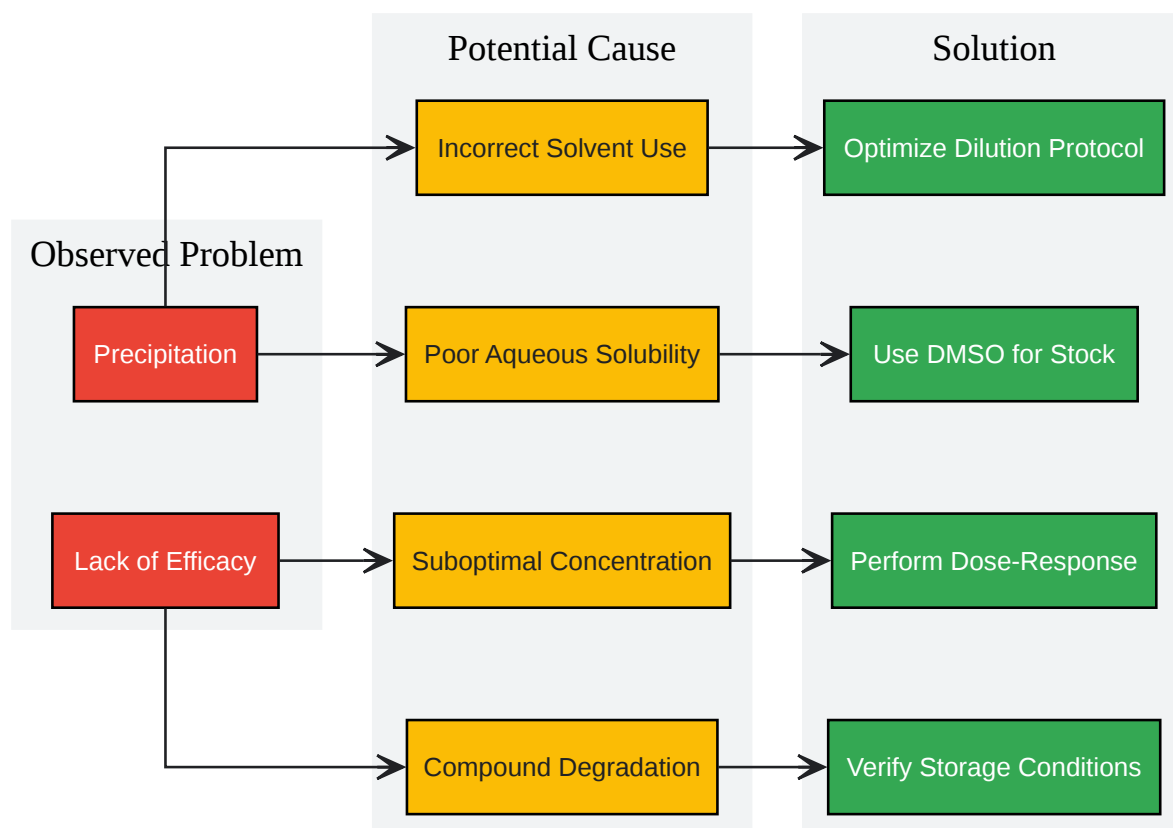 Potential Cause
Solution
Incorrect Solvent Use
Optimize Dilution Protocol
Observed Problem
Precipitation
Poor Aqueous Solubility
Use DMSO for Stock
Lack of Efficacy
Suboptimal Concentration
Perform Dose-Response
Compound Degradation
Verify Storage Conditions